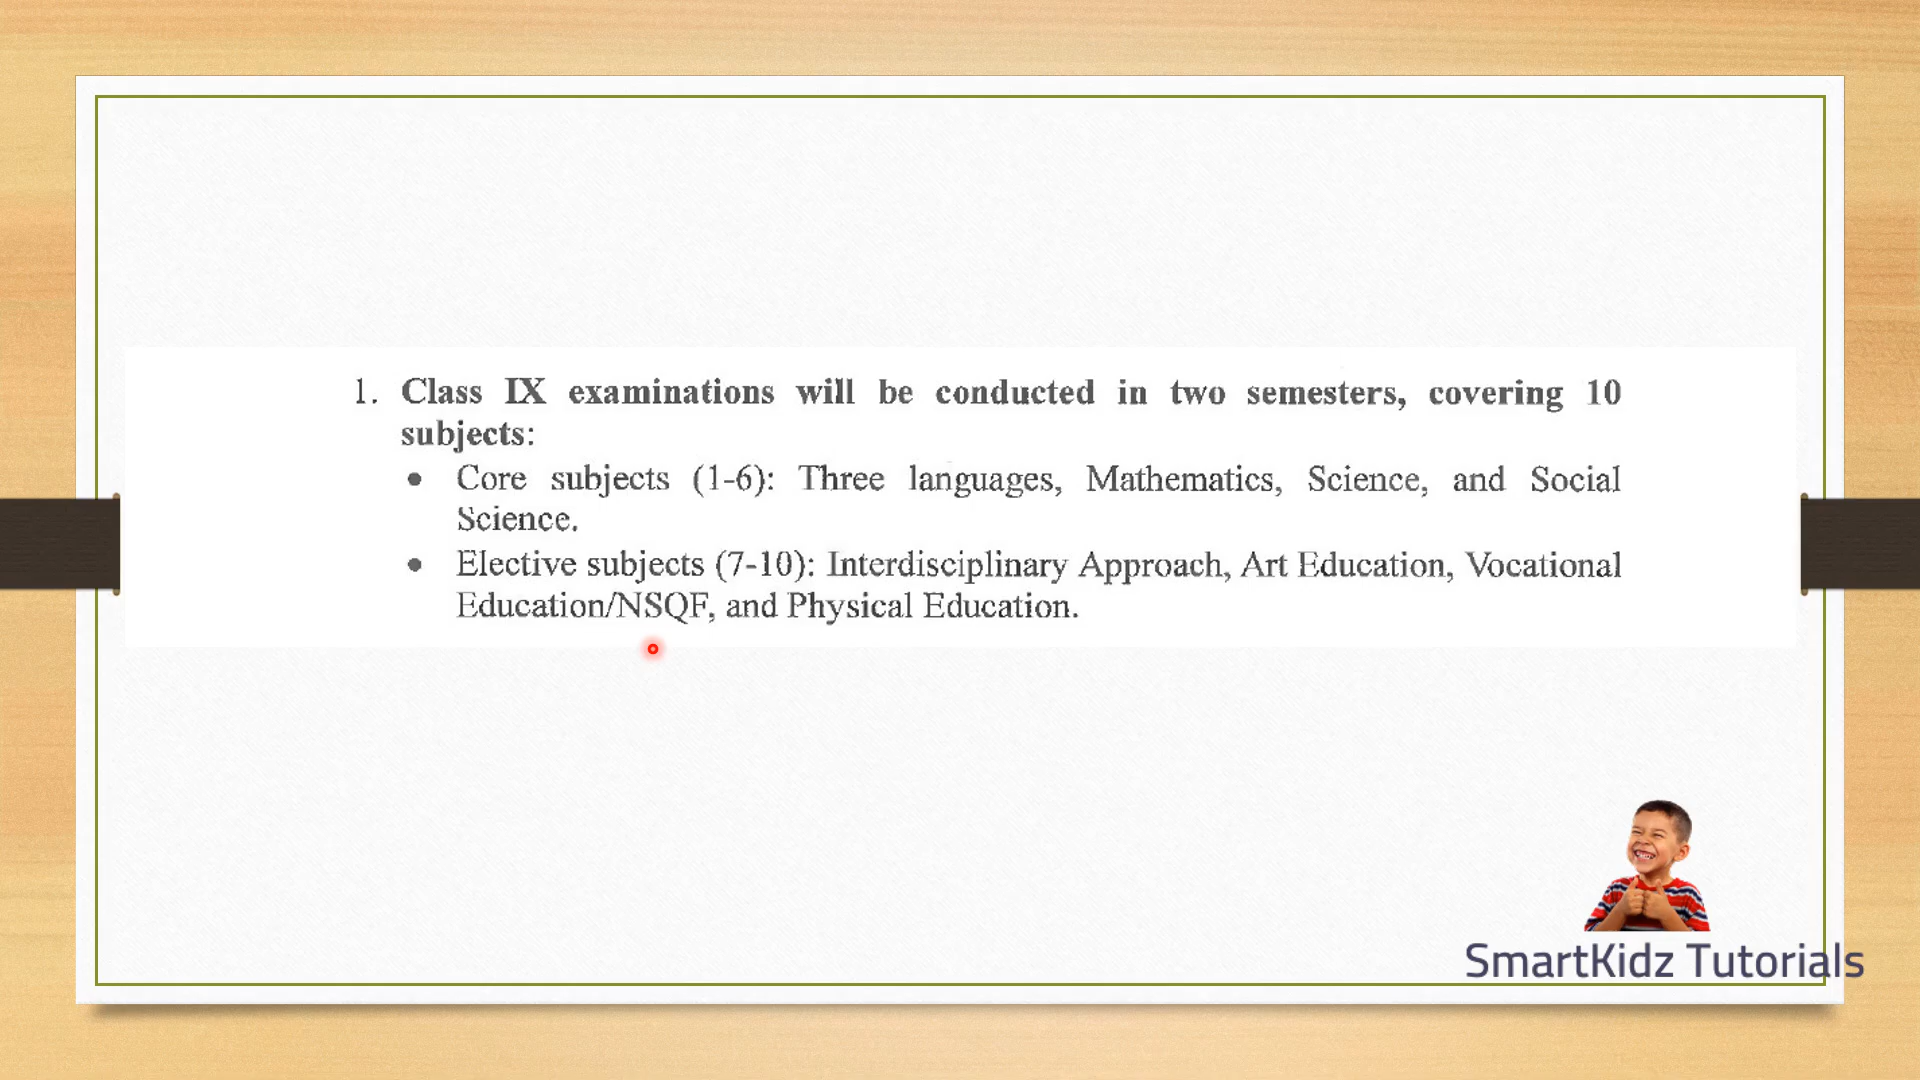 1. Class IX examinations will be conducted in two semesters, covering 10
subjects:
• Core subjects (1-6): Three languages, Mathematics, Science, and Social
Science.
• Elective subjects (7-10): Interdisciplinary Approach, Art Education, Vocational
Education/NSQF, and Physical Education.
SmartKidz Tutorials